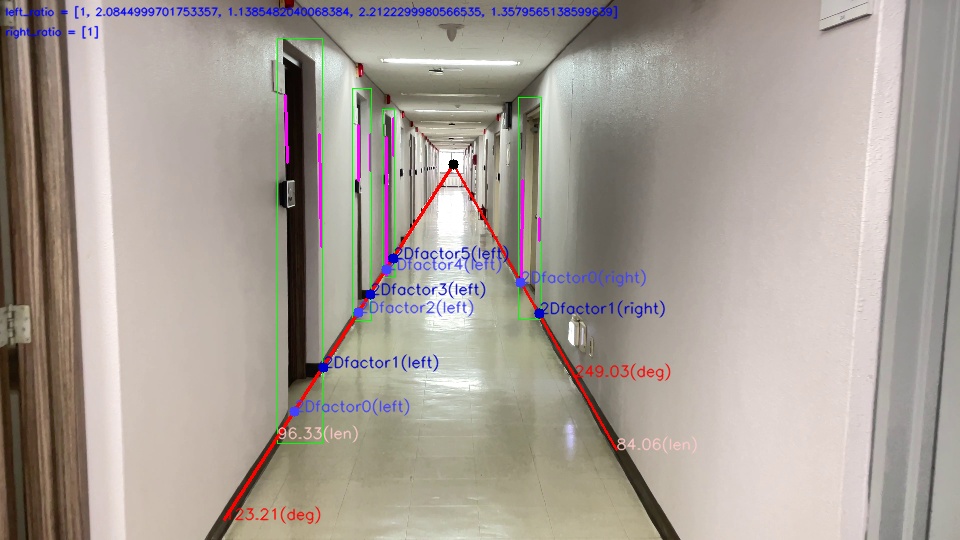 left_ratio = [1, 2.0844999701753357, 1.1385482040068384, 2.2122299980566535, 1.3579565138599639]
right_ratio = [1]
2Dfactor5(left)
2Dfactor4(left)
2Dfactor0(right)
2Dfactor3(left)
2Dfactor2(left)
2Dfactor1(right)
2Dfactor1(left)
249.03(deg)
2Dfactor0(left)
96.33(len)
84.06(len)
123.21(deg)